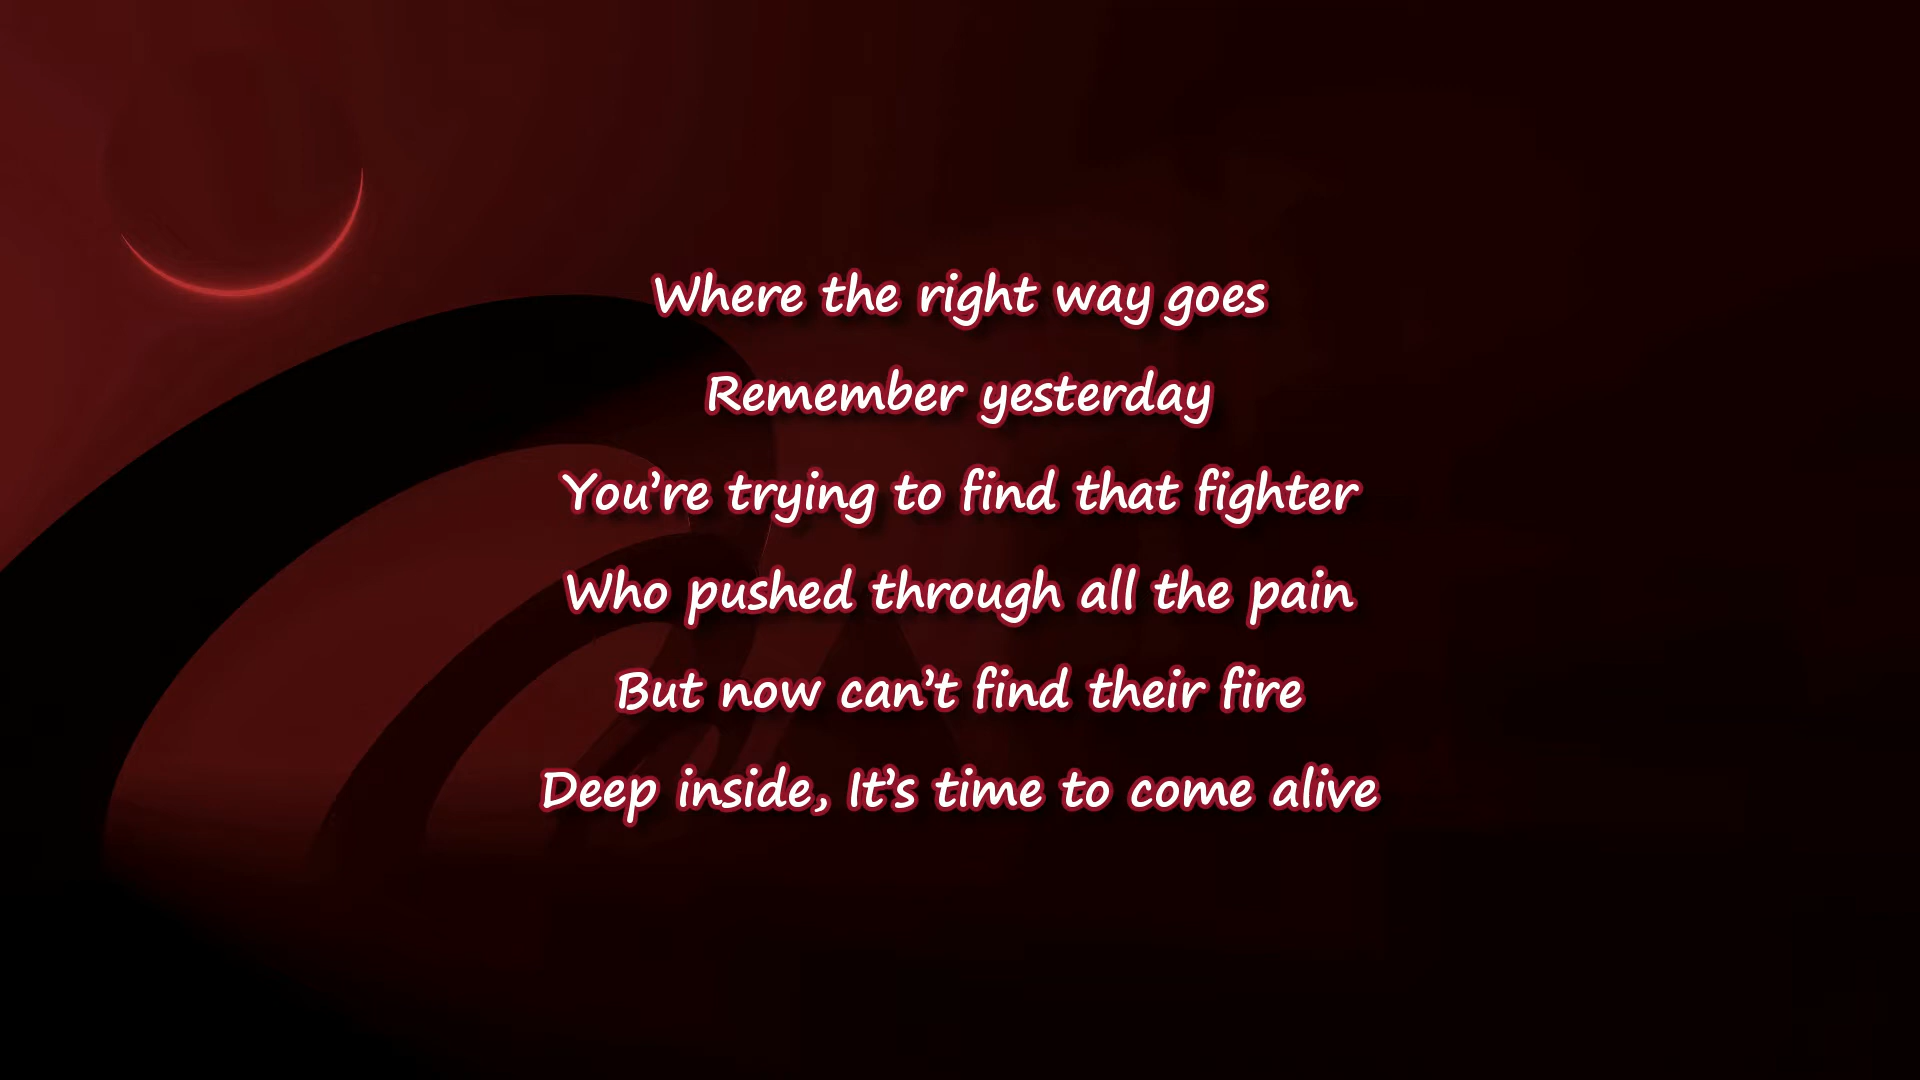 Where the right way goes
Remember yesterday
You’re trying to find that fighter
Who pushed through all the pain
But now can’t find their fire
Deep inside, It’s time to come alive